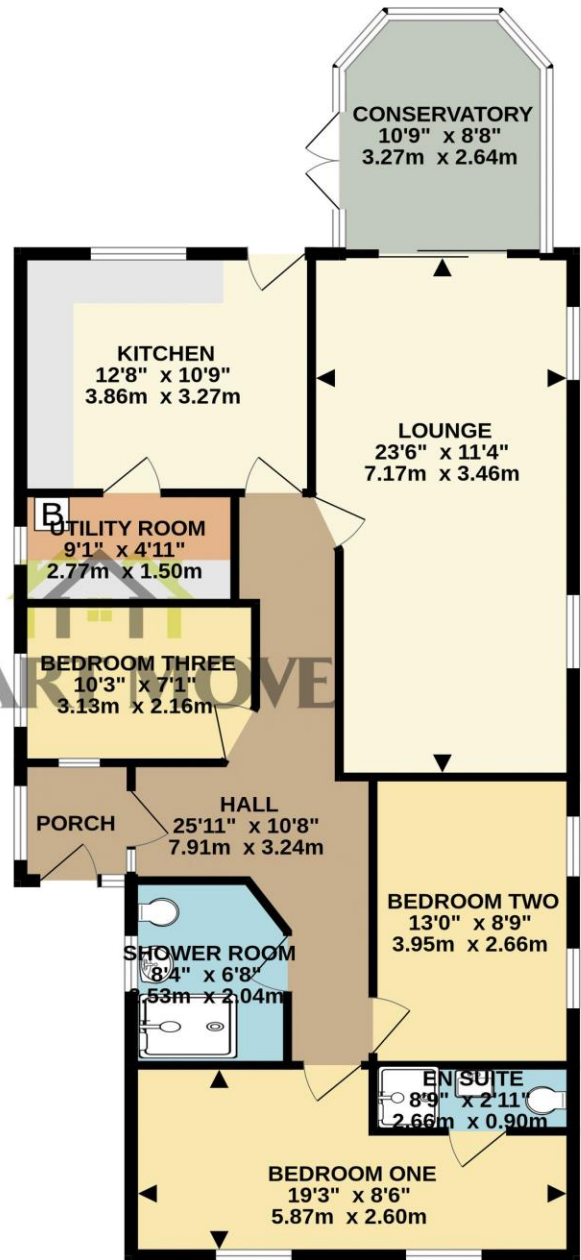 CONSERVATORY
10'9" x 8'8"
3.27m x 2.64m
KITCHEN
12'8" x 10'9"
3.86m x 3.27m
LOUNGE
23'6" x 11'4"
7.17m x 3.46m
B
UTILITY ROOM
9'1" x 4'11"
2.77m x 1.50m
BEDROOM THREE
10'3" x 7'1"
3.13m x 2.16m
ART MOVE
PORCH
HALL
25'11" x 10'8"
7.91m x 3.24m
BEDROOM TWO
13'0" x 8'9"
3.95m x 2.66m
SHOWER ROOM
8'4" x 6'8"
2.53m x 2.04m
EN SUITE
8'9" x 2'11"
2.66m x 0.90m
BEDROOM ONE
19'3" x 8'6"
5.87m x 2.60m